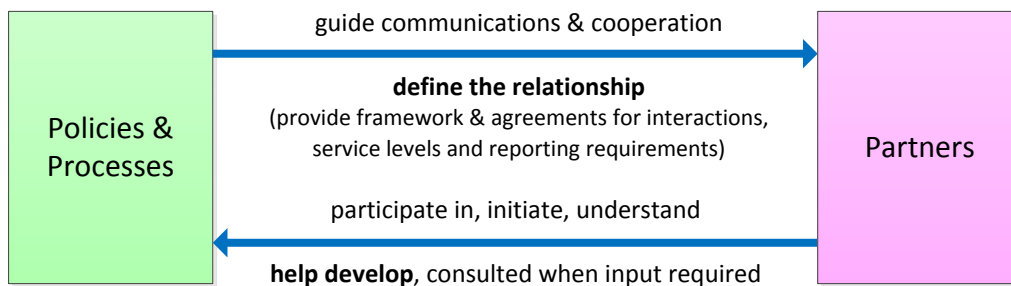 guide communications & cooperation
define the relationship
(provide framework & agreements for interactions,
service levels and reporting requirements)
Policies &
Processes
Partners
participate in, initiate, understand
help develop, consulted when input required